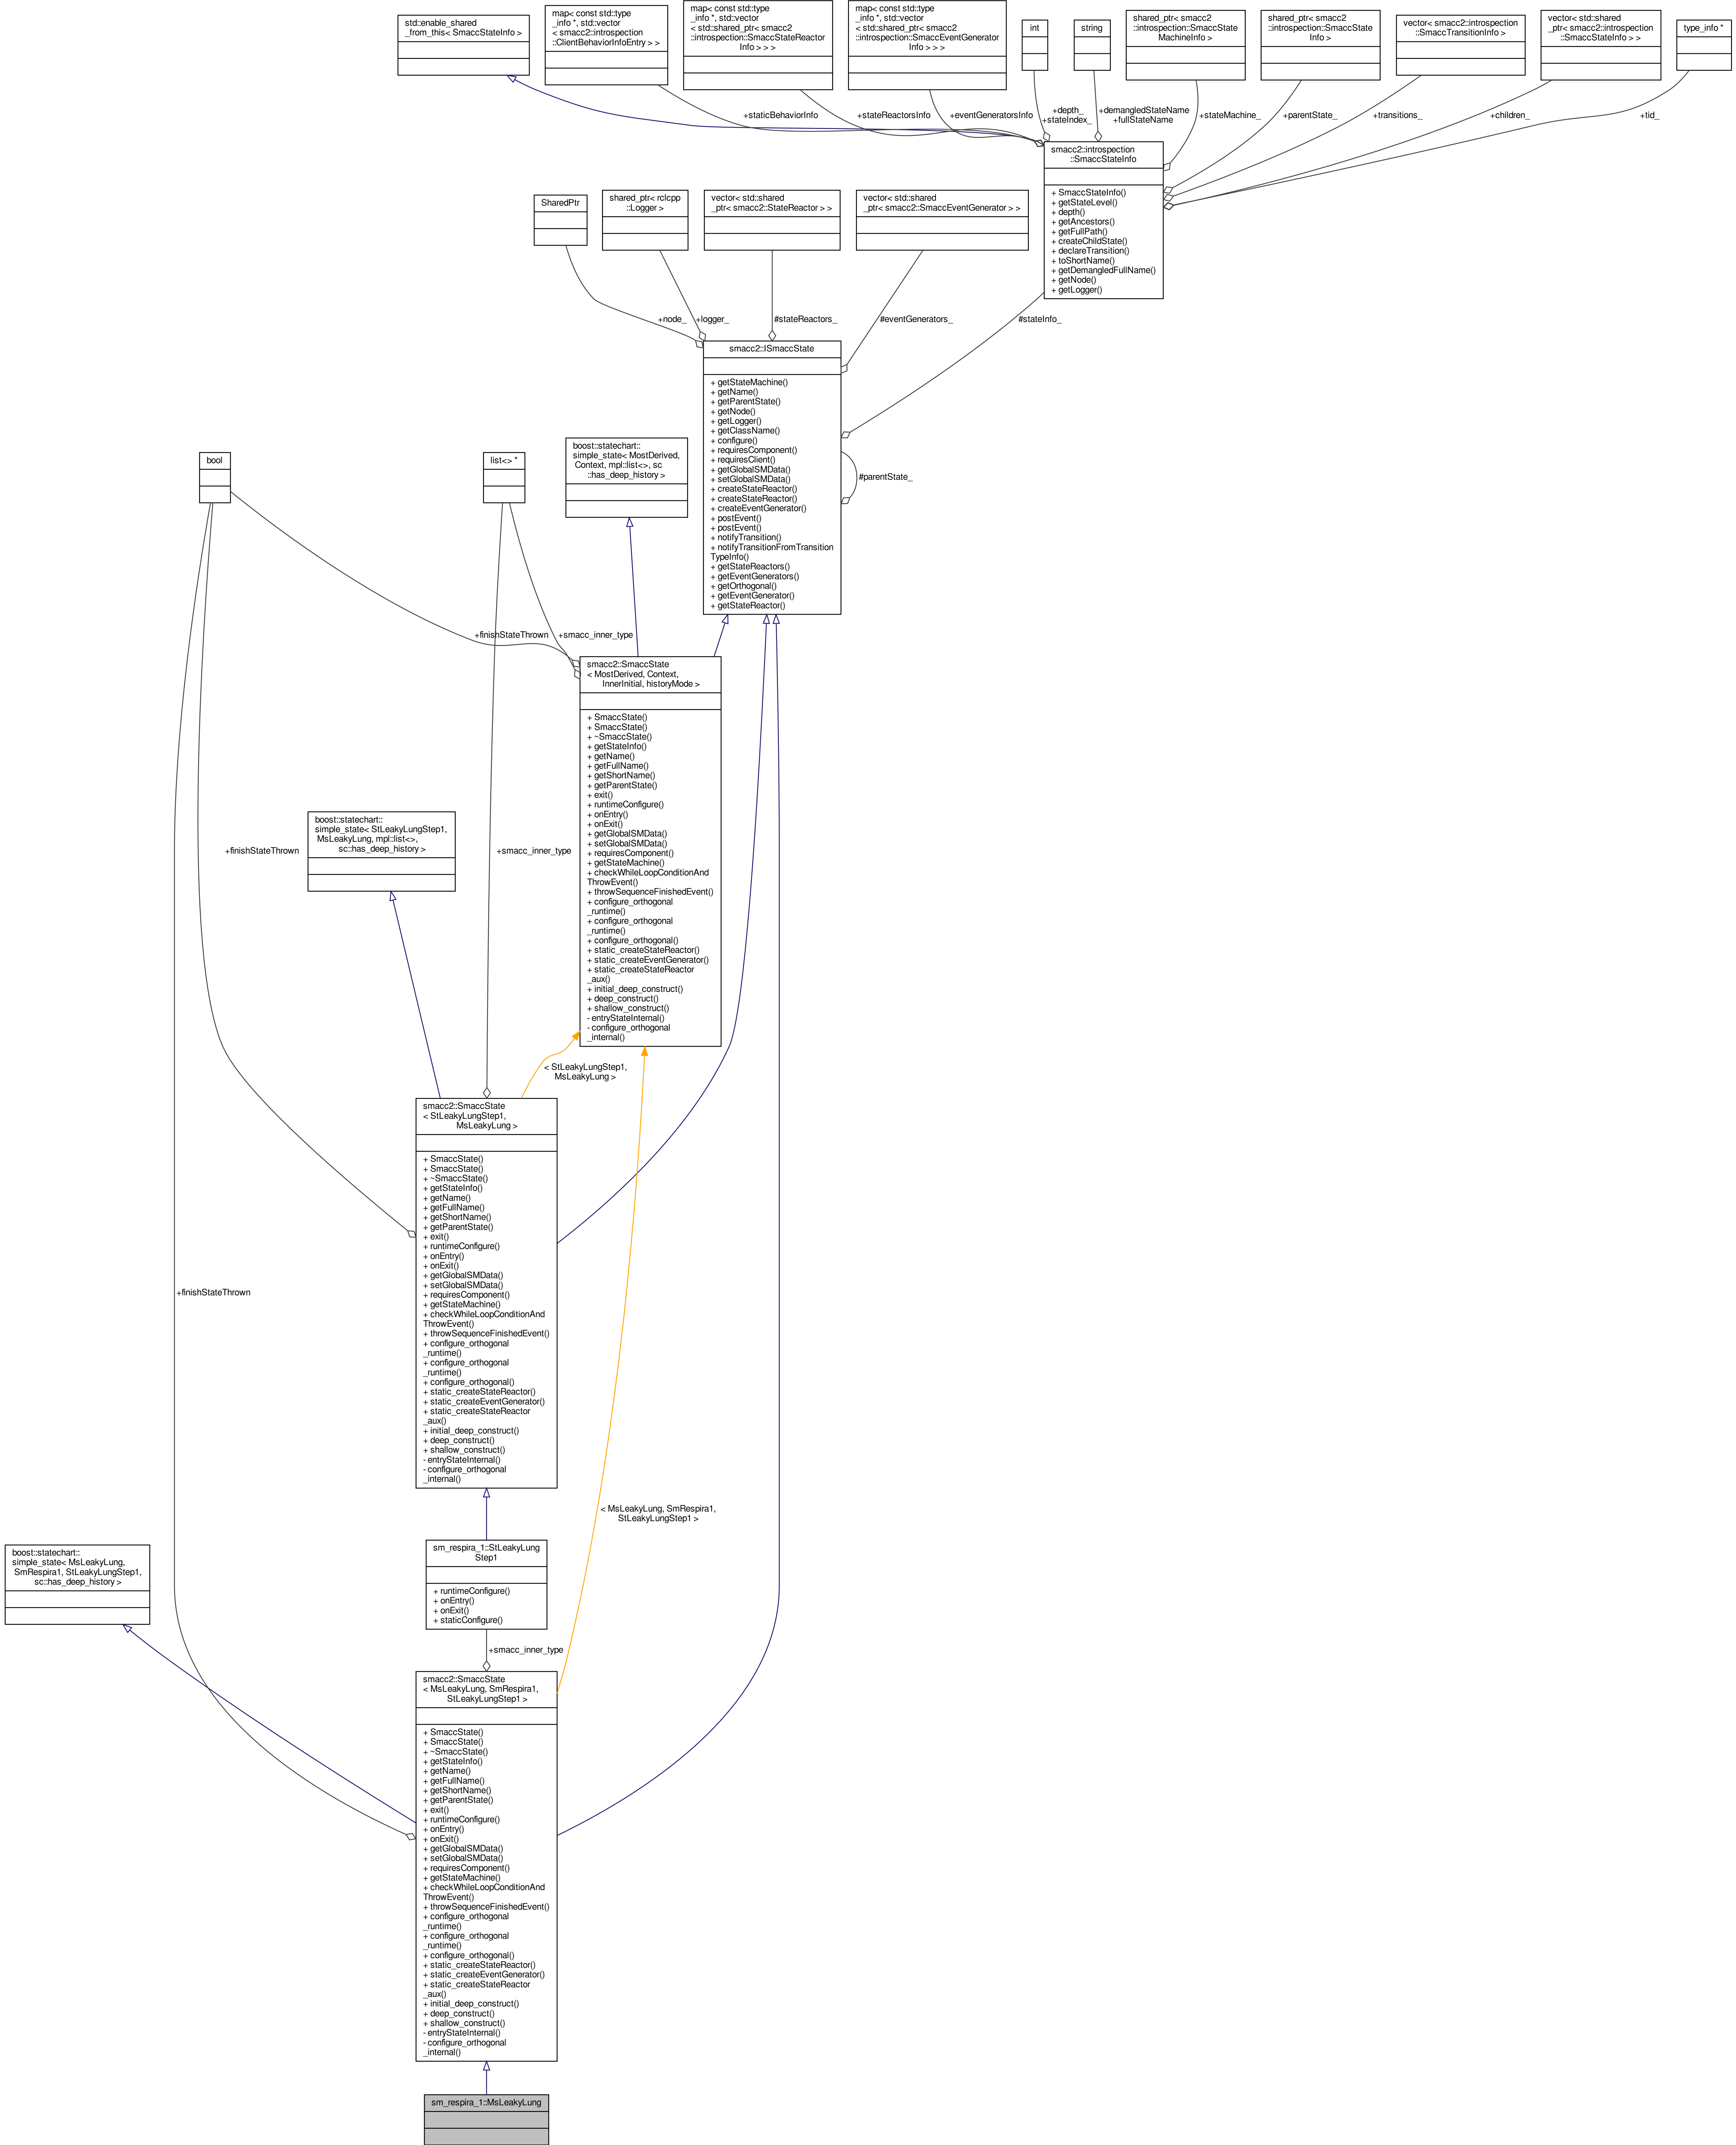 std::enable_shared
_from_this< SmaccStateInfo >
map< const std::type
_info *, std::vector
< smacc2::introspection
::ClientBehaviorInfoEntry > >
map< const std::type
_info *, std::vector
< std::shared_ptr< smacc2
::introspection::SmaccStateReactor
Info > > >
map< const std::type
_info *, std::vector
< std::shared_ptr< smacc2
::introspection::SmaccEventGenerator
Info > > >
int
string
shared_ptr< smacc2
::introspection::SmaccState
MachineInfo >
shared_ptr< smacc2
::introspection::SmaccState
Info >
vector< smacc2::introspection
::SmaccTransitionInfo >
vector< std::shared
_ptr< smacc2::introspection
::SmaccStateInfo > >
type_info *
+staticBehaviorInfo
+stateReactorsInfo
+eventGeneratorsInfo
+depth_
+stateIndex_
+demangledStateName
+fullStateName
+stateMachine_
+parentState_
+transitions_
+children_
+tid_
smacc2::introspection
::SmaccStateInfo
+ SmaccStateInfo()
+ getStateLevel()
+ depth()
+ getAncestors()
+ getFullPath()
+ createChildState()
+ declareTransition()
+ toShortName()
+ getDemangledFullName()
+ getNode()
+ getLogger()
SharedPtr
shared_ptr< rclcpp
::Logger >
vector< std::shared
_ptr< smacc2::StateReactor > >
vector< std::shared
_ptr< smacc2::SmaccEventGenerator > >
+node_
+logger_
#stateReactors_
#eventGenerators_
#stateInfo_
smacc2::ISmaccState
+ getStateMachine()
+ getName()
+ getParentState()
+ getNode()
+ getLogger()
+ getClassName()
+ configure()
+ requiresComponent()
+ requiresClient()
+ getGlobalSMData()
+ setGlobalSMData()
+ createStateReactor()
+ createStateReactor()
+ createEventGenerator()
+ postEvent()
+ postEvent()
+ notifyTransition()
+ notifyTransitionFromTransition
TypeInfo()
+ getStateReactors()
+ getEventGenerators()
+ getOrthogonal()
+ getEventGenerator()
+ getStateReactor()
#parentState_
bool
list<> *
boost::statechart::
simple_state< MostDerived,
Context, mpl::list<>, sc
::has_deep_history >
+finishStateThrown
+smacc_inner_type
smacc2::SmaccState
< MostDerived, Context,
InnerInitial, historyMode >
+ SmaccState()
+ SmaccState()
+ ~SmaccState()
+ getStateInfo()
+ getName()
+ getFullName()
+ getShortName()
+ getParentState()
+ exit()
+ runtimeConfigure()
+ onEntry()
+ onExit()
+ getGlobalSMData()
+ setGlobalSMData()
+ requiresComponent()
+ getStateMachine()
+ checkWhileLoopConditionAnd
ThrowEvent()
+ throwSequenceFinishedEvent()
+ configure_orthogonal
_runtime()
+ configure_orthogonal
_runtime()
+ configure_orthogonal()
+ static_createStateReactor()
+ static_createEventGenerator()
+ static_createStateReactor
_aux()
+ initial_deep_construct()
+ deep_construct()
+ shallow_construct()
- entryStateInternal()
- configure_orthogonal
_internal()
boost::statechart::
simple_state< StLeakyLungStep1,
MsLeakyLung, mpl::list<>,
sc::has_deep_history >
+finishStateThrown
+smacc_inner_type
< StLeakyLungStep1,
MsLeakyLung >
smacc2::SmaccState
< StLeakyLungStep1,
MsLeakyLung >
+ SmaccState()
+ SmaccState()
+ ~SmaccState()
+ getStateInfo()
+ getName()
+ getFullName()
+ getShortName()
+ getParentState()
+ exit()
+ runtimeConfigure()
+ onEntry()
+ onExit()
+ getGlobalSMData()
+ setGlobalSMData()
+ requiresComponent()
+ getStateMachine()
+ checkWhileLoopConditionAnd
ThrowEvent()
+ throwSequenceFinishedEvent()
+ configure_orthogonal
_runtime()
+ configure_orthogonal
_runtime()
+ configure_orthogonal()
+ static_createStateReactor()
+ static_createEventGenerator()
+ static_createStateReactor
_aux()
+ initial_deep_construct()
+ deep_construct()
+ shallow_construct()
- entryStateInternal()
- configure_orthogonal
_internal()
+finishStateThrown
< MsLeakyLung, SmRespira1,
StLeakyLungStep1 >
boost::statechart::
simple_state< MsLeakyLung,
SmRespira1, StLeakyLungStep1,
sc::has_deep_history >
sm_respira_1::StLeakyLung
Step1
+ runtimeConfigure()
+ onEntry()
+ onExit()
+ staticConfigure()
+smacc_inner_type
smacc2::SmaccState
< MsLeakyLung, SmRespira1,
StLeakyLungStep1 >
+ SmaccState()
+ SmaccState()
+ ~SmaccState()
+ getStateInfo()
+ getName()
+ getFullName()
+ getShortName()
+ getParentState()
+ exit()
+ runtimeConfigure()
+ onEntry()
+ onExit()
+ getGlobalSMData()
+ setGlobalSMData()
+ requiresComponent()
+ getStateMachine()
+ checkWhileLoopConditionAnd
ThrowEvent()
+ throwSequenceFinishedEvent()
+ configure_orthogonal
_runtime()
+ configure_orthogonal
_runtime()
+ configure_orthogonal()
+ static_createStateReactor()
+ static_createEventGenerator()
+ static_createStateReactor
_aux()
+ initial_deep_construct()
+ deep_construct()
+ shallow_construct()
- entryStateInternal()
- configure_orthogonal
_internal()
sm_respira_1::MsLeakyLung